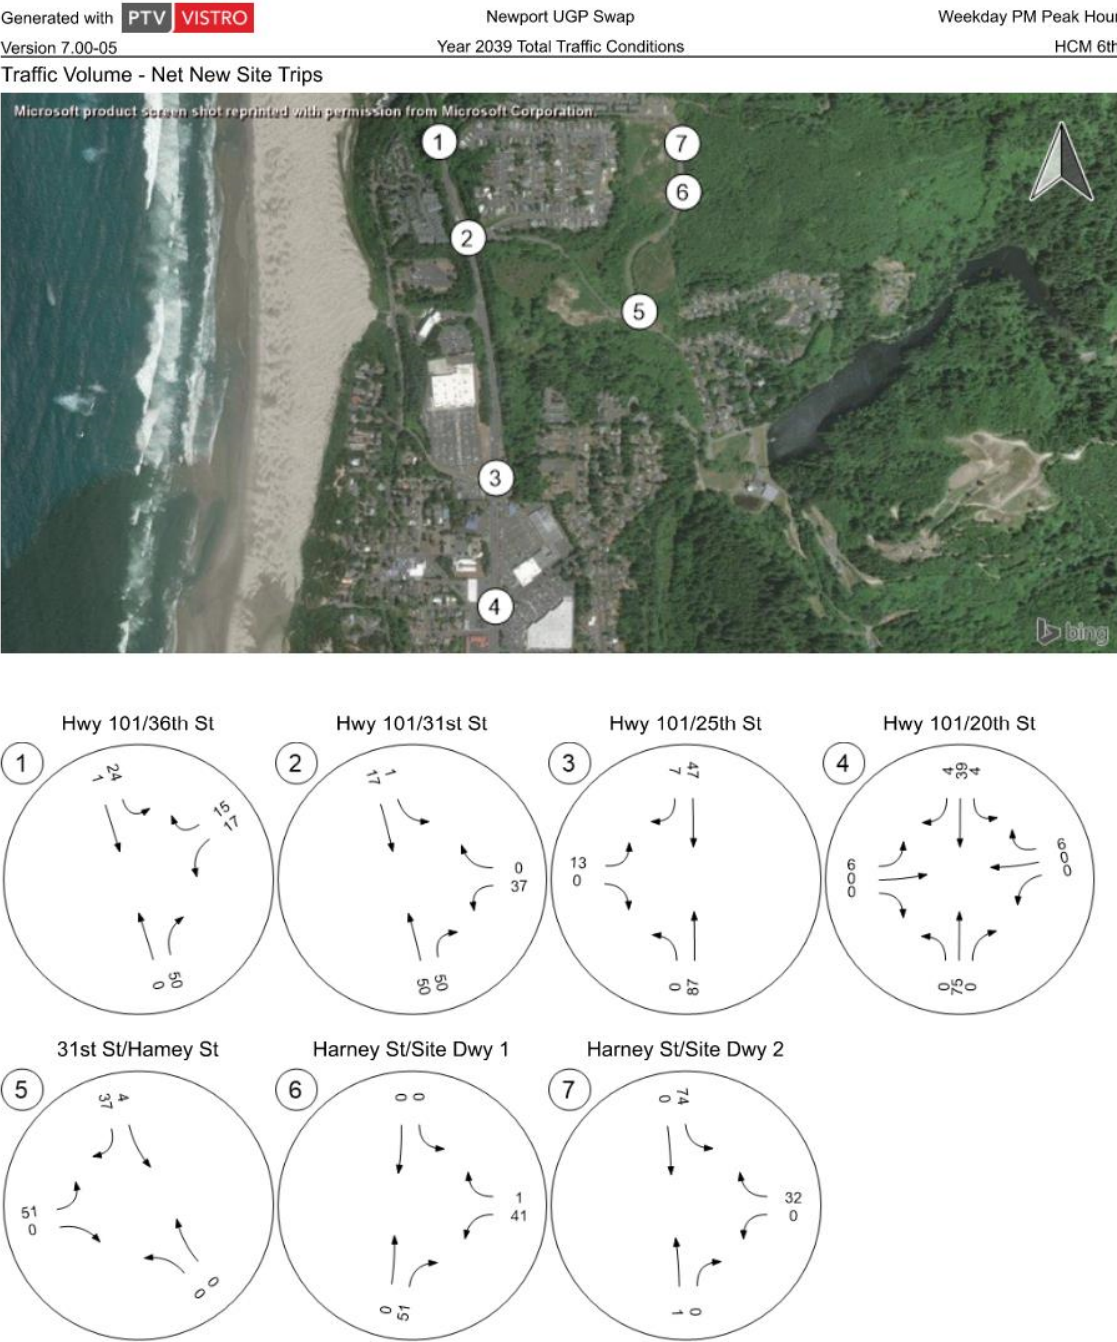 Generated with PTV VISTRO
Newport UGP Swap
Weekday PM Peak Hour
Version 7.00-05
Year 2039 Total Traffic Conditions
HCM 6th
Traffic Volume - Net New Site Trips
Microsoft product screen shot reprinted with permission from Microsoft Corporation.
1
7
6
2
5
3
4
bing
Hwy 101/36th St
Hwy 101/31st St
Hwy 101/25th St
Hwy 101/20th St
1
1 24
15
17
0 50
2
17 1
0
37
50 50
3
7 47
13
0
0 87
4
4 39 4
6
0
0
6
0
0
0 75 0
31st St/Hamey St
Harney St/Site Dwy 1
Harney St/Site Dwy 2
5
37 4
51
0
0 0
6
0 0
1
41
0 51
7
0 74
32
0
1 0